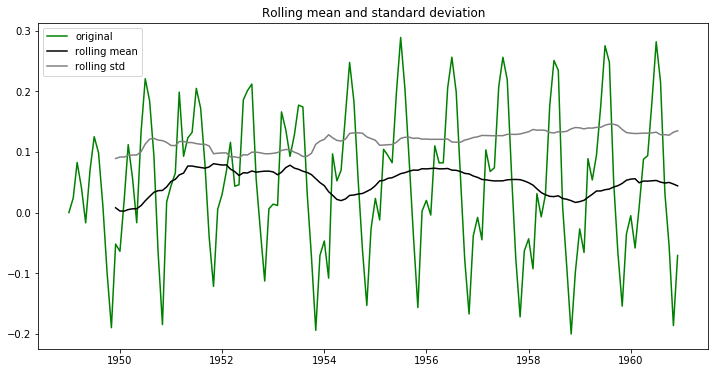 Rolling mean and standard deviation
original
rolling mean
rolling std
0.3
0.2
0.1
0.0
−0.1
−0.2
1950 1952 1954 1956 1958 1960